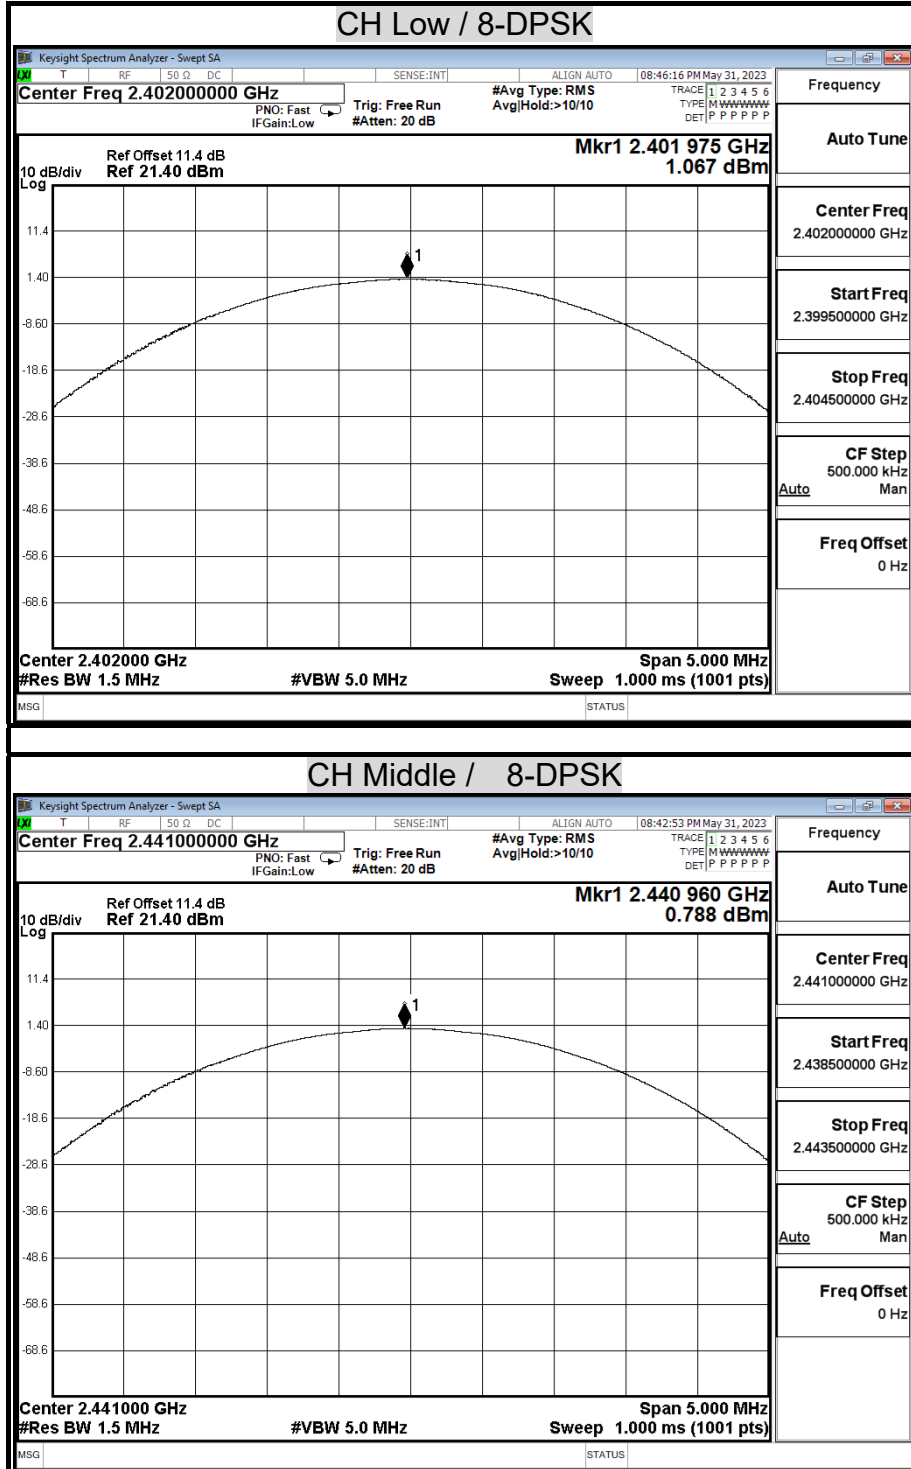 CH Low / 8-DPSK
Keysight Spectrum Analyzer - Swept SA
LXI T RF 50 Ω DC SENSE:INT ALIGN AUTO 08:46:16 PM May 31, 2023
Center Freq 2.402000000 GHz
PNO: Fast
IFGain:Low
Trig: Free Run
#Atten: 20 dB
#Avg Type: RMS
Avg|Hold:>10/10
TRACE 1 2 3 4 5 6
TYPE M W W W W W
DET P P P P P P
Mkr1 2.401 975 GHz
1.067 dBm
Ref Offset 11.4 dB
10 dB/div Ref 21.40 dBm
Log
11.4
1
1.40
-8.60
-18.6
-28.6
-38.6
-48.6
-58.6
-68.6
Center 2.402000 GHz Span 5.000 MHz
#Res BW 1.5 MHz #VBW 5.0 MHz Sweep 1.000 ms (1001 pts)
MSG STATUS
Frequency
Auto Tune
Center Freq
2.402000000 GHz
Start Freq
2.399500000 GHz
Stop Freq
2.404500000 GHz
CF Step
500.000 kHz
Auto Man
Freq Offset
0 Hz
CH Middle / 8-DPSK
Keysight Spectrum Analyzer - Swept SA
LXI T RF 50 Ω DC SENSE:INT ALIGN AUTO 08:42:53 PM May 31, 2023
Center Freq 2.441000000 GHz
PNO: Fast
IFGain:Low
Trig: Free Run
#Atten: 20 dB
#Avg Type: RMS
Avg|Hold:>10/10
TRACE 1 2 3 4 5 6
TYPE M W W W W W
DET P P P P P P
Mkr1 2.440 960 GHz
0.788 dBm
Ref Offset 11.4 dB
10 dB/div Ref 21.40 dBm
Log
11.4
1
1.40
-8.60
-18.6
-28.6
-38.6
-48.6
-58.6
-68.6
Center 2.441000 GHz Span 5.000 MHz
#Res BW 1.5 MHz #VBW 5.0 MHz Sweep 1.000 ms (1001 pts)
MSG STATUS
Frequency
Auto Tune
Center Freq
2.441000000 GHz
Start Freq
2.438500000 GHz
Stop Freq
2.443500000 GHz
CF Step
500.000 kHz
Auto Man
Freq Offset
0 Hz